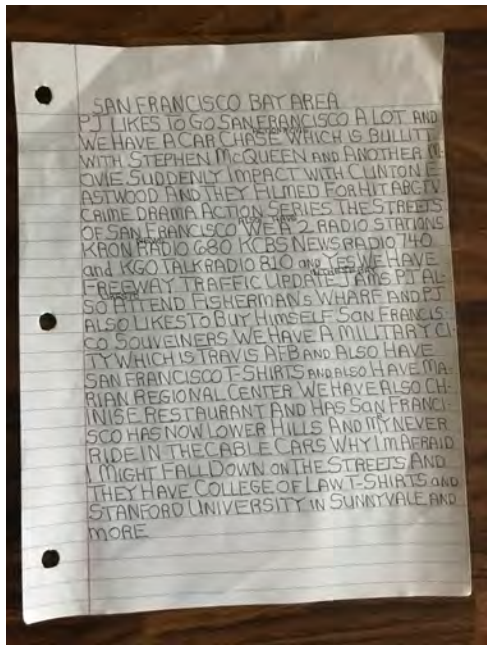 SAN FRANCISCO BAY AREA
PJ LIKES TO GO SAN FRANCISCO A LOT AND
WE HAVE A CAR CHASE WHICH IS BULLITT
WITH STEPHEN MCQUEEN AND ANOTHER M-
OVIE SUDDENLY IMPACT WITH CLINTON E-
ASTWOOD AND THEY FILMED FOR HIT ABC TV
CRIME DRAMA ACTION SERIES THE STREETS
ALSO HAVE
OF SAN FRANCISCO WE A 2 RADIO STATIONS
KRON RADIO 680 KCBS NEWSRADIO 740
and KGO TALKRADIO 810 and YES WE HAVE
FREEWAY TRAFFIC UPDATE JAMS PJ AL-
SO ATTEND FISHERMAN'S WHARF AND PJ
ALSO LIKES TO BUY HIMSELF SAN FRANCIS-
CO SOUVEINERS WE HAVE A MILITARY CI-
TY WHICH IS TRAVIS AFB AND ALSO HAVE
SAN FRANCISCO T-SHIRTS AND ALSO HAVE MA-
RIAN REGIONAL CENTER WE HAVE ALSO CH-
INISE RESTAURANT AND HAS SAN FRANCI-
SCO HAS NOW LOWER HILLS AND MY NEVER
RIDE IN THE CABLE CARS WHY I'M AFRAID
I MIGHT FALL DOWN ON THE STREETS AND
THEY HAVE COLLEGE OF LAW T-SHIRTS and
STANFORD UNIVERSITY IN SUNNYVALE AND
MORE